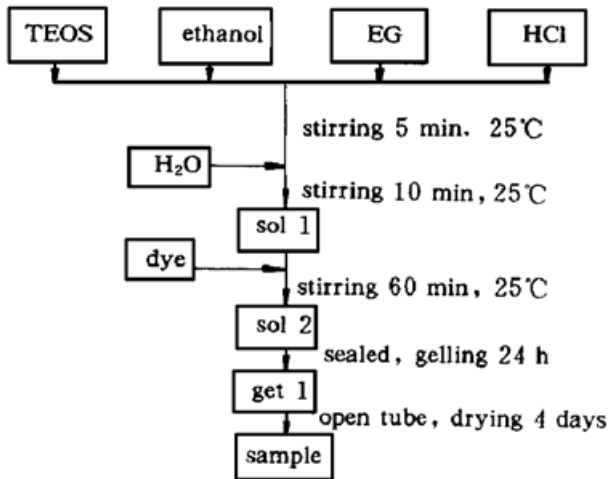 TEOS ethanol EG HCl
stirring 5 min. 25℃
H₂O
stirring 10 min, 25℃
sol 1
dye
stirring 60 min, 25℃
sol 2
sealed, gelling 24 h
get 1
open tube, drying 4 days
sample